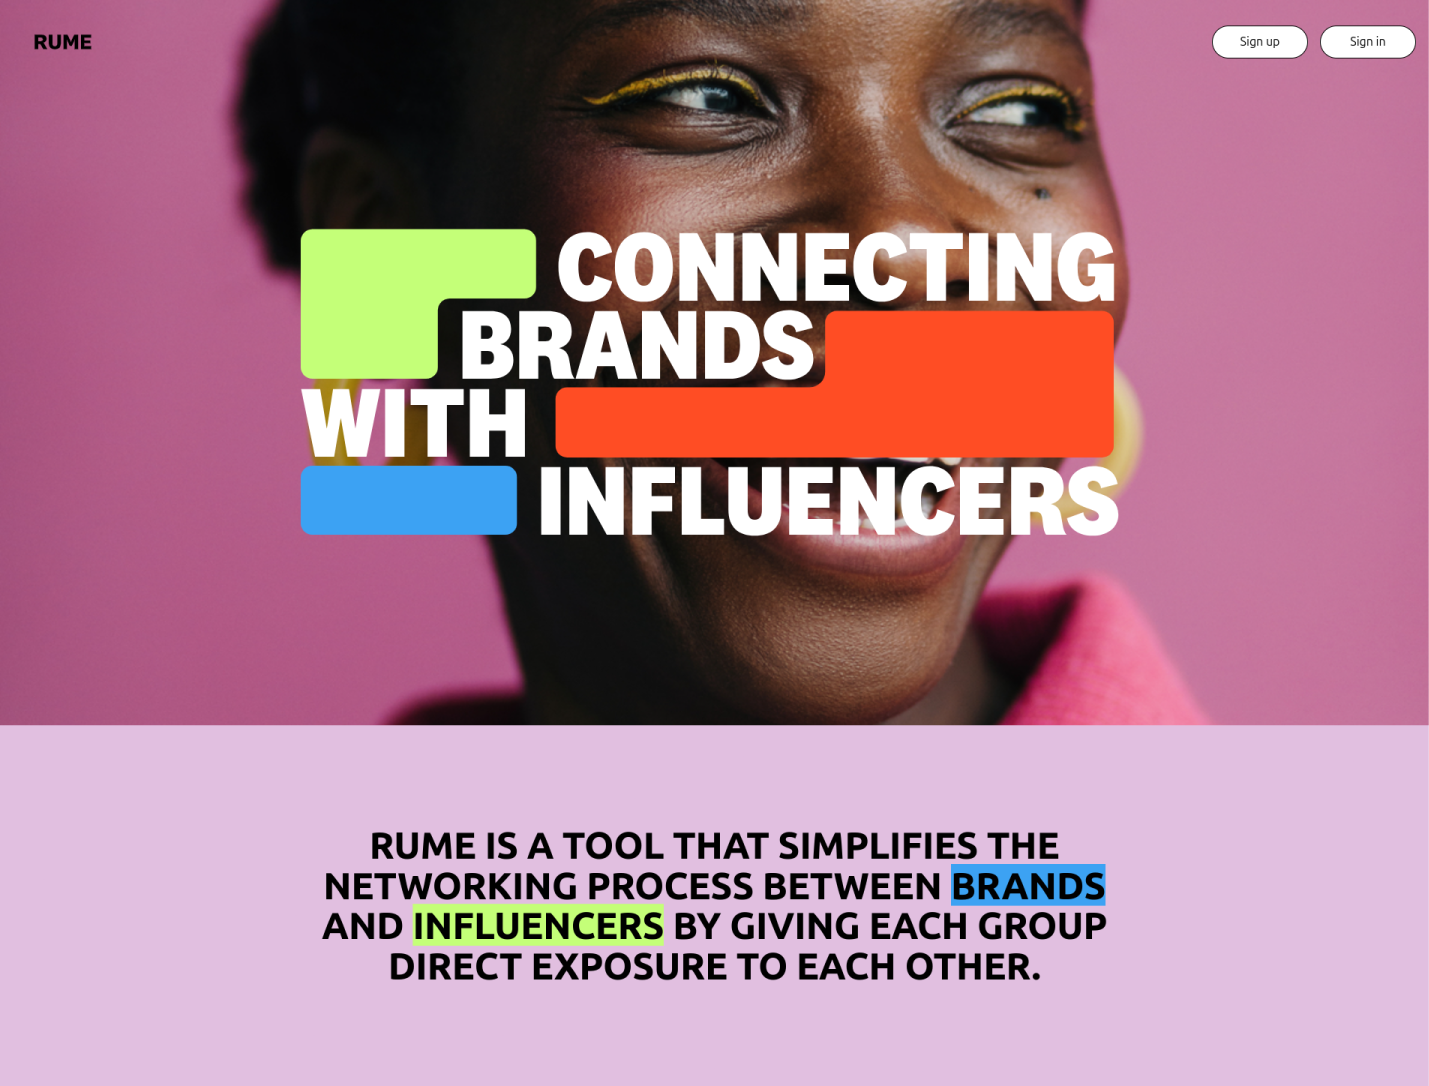 RUME
Sign up
Sign in
CONNECTING
BRANDS
WITH
INFLUENCERS
RUME IS A TOOL THAT SIMPLIFIES THE
NETWORKING PROCESS BETWEEN BRANDS
AND INFLUENCERS BY GIVING EACH GROUP
DIRECT EXPOSURE TO EACH OTHER.